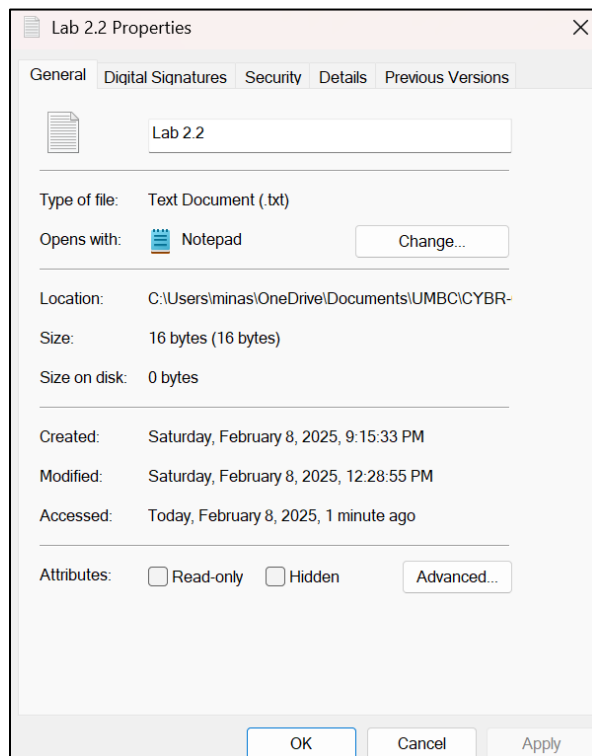 Lab 2.2 Properties
General Digital Signatures Security Details Previous Versions
Lab 2.2
Type of file: Text Document (.txt)
Opens with: Notepad Change...
Location: C:\Users\minas\OneDrive\Documents\UMBC\CYBR-
Size: 16 bytes (16 bytes)
Size on disk: 0 bytes
Created: Saturday, February 8, 2025, 9:15:33 PM
Modified: Saturday, February 8, 2025, 12:28:55 PM
Accessed: Today, February 8, 2025, 1 minute ago
Attributes: Read-only Hidden Advanced...
OK Cancel Apply